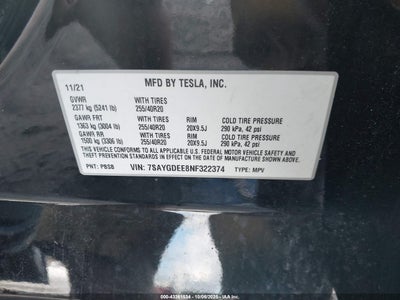 MFD BY TESLA, INC.
11/21
GVWR WITH TIRES
2377 kg (5241 lb) 255/40R20
GAWR FRT WITH TIRES RIM COLD TIRE PRESSURE
1363 kg (3004 lb) 255/40R20 20X9.5J 290 kPa, 42 psi
GAWR RR WITH TIRES RIM COLD TIRE PRESSURE
1500 kg (3306 lb) 255/40R20 20X9.5J 290 kPa, 42 psi
THIS VEHICLE CONFORMS TO ALL APPLICABLE FEDERAL MOTOR VEHICLE
SAFETY AND THEFT PREVENTION STANDARDS IN EFFECT ON THE DATE OF MANUFACTURE SHOWN ABOVE.
PNT: PBSB VIN: 7SAYGDEE8NF322374 TYPE: MPV